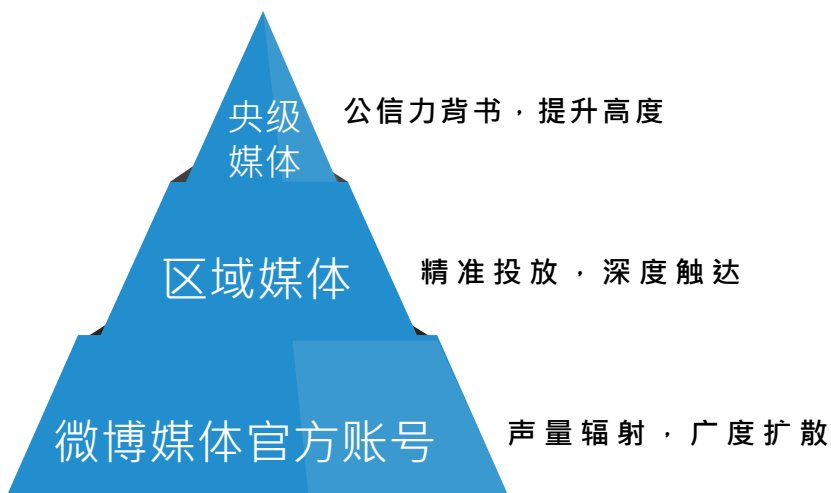 央级
媒体
公信力背书，提升高度
区域媒体
精准投放，深度触达
微博媒体官方账号
声量辐射，广度扩散